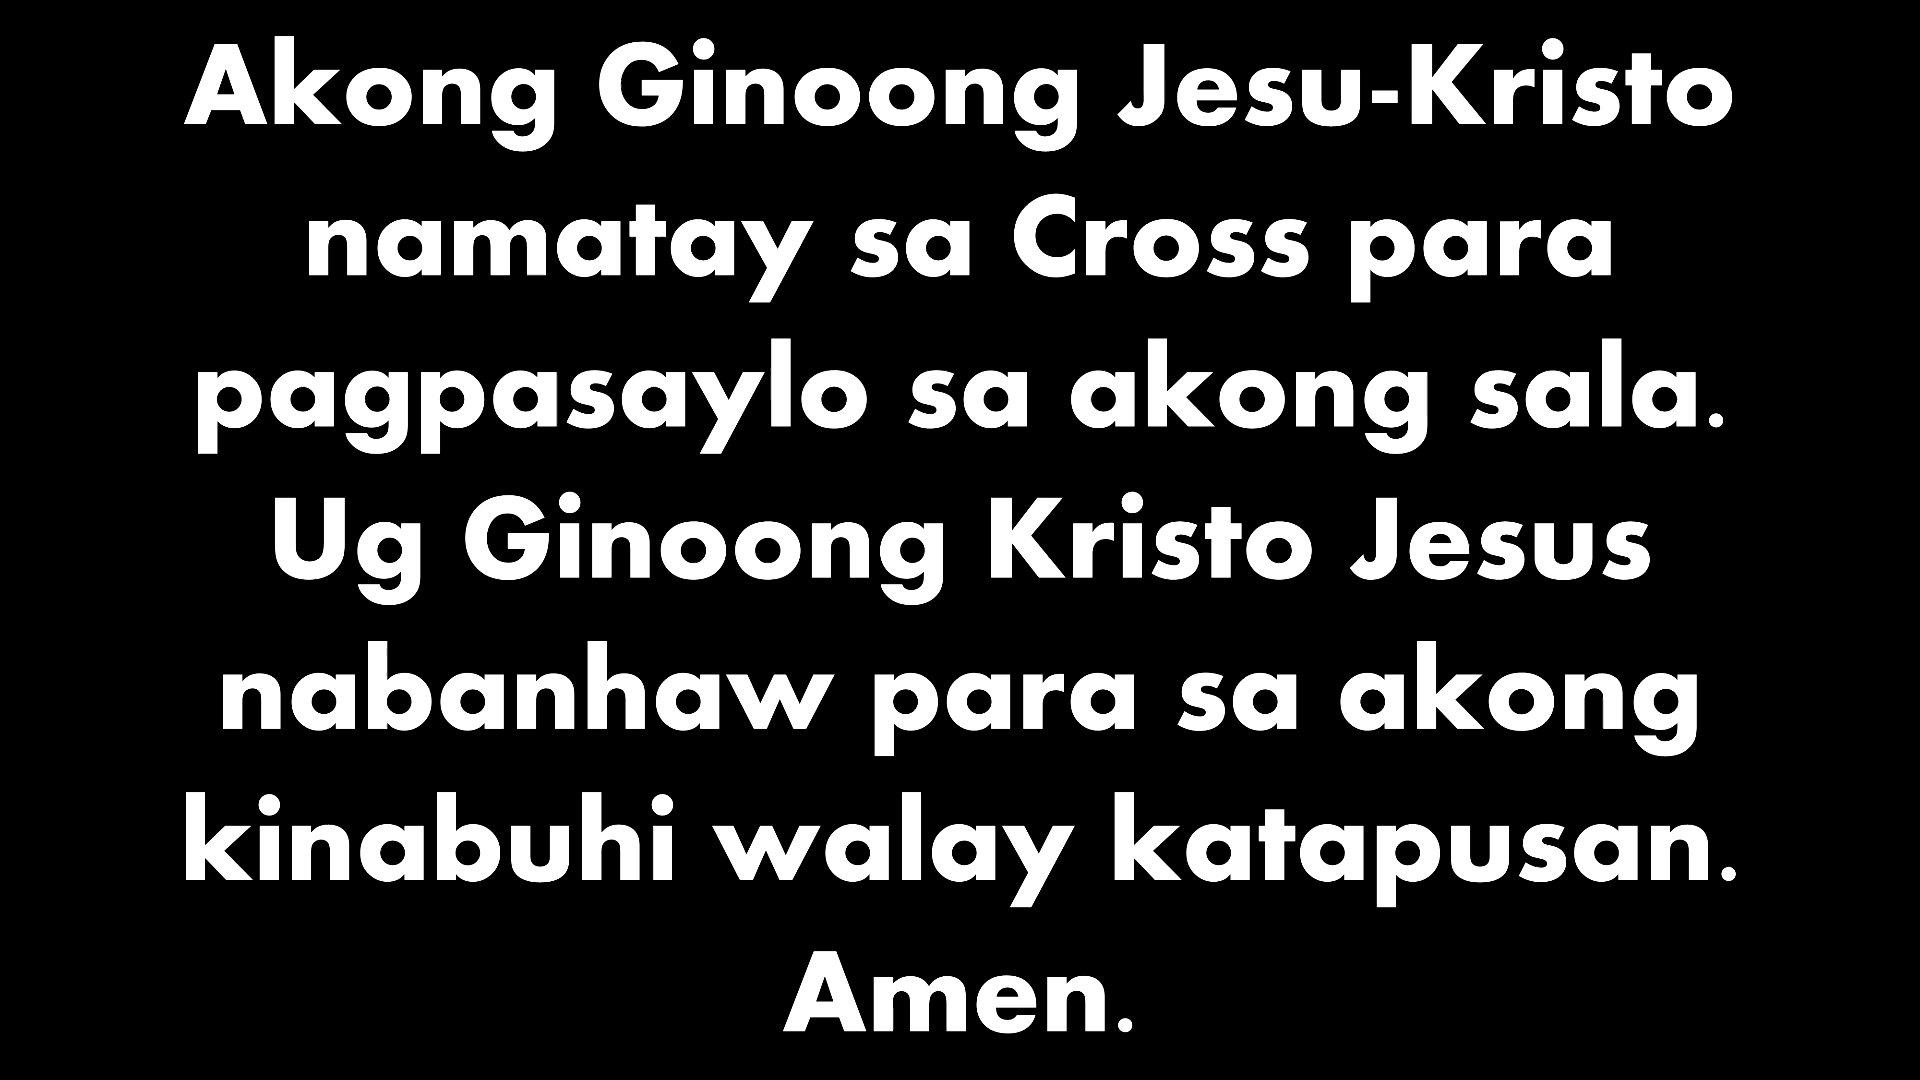 Akong Ginoong Jesu-Kristo
namatay sa Cross para
pagpasaylo sa akong sala.
Ug Ginoong Kristo Jesus
nabanhaw para sa akong
kinabuhi walay katapusan.
Amen.